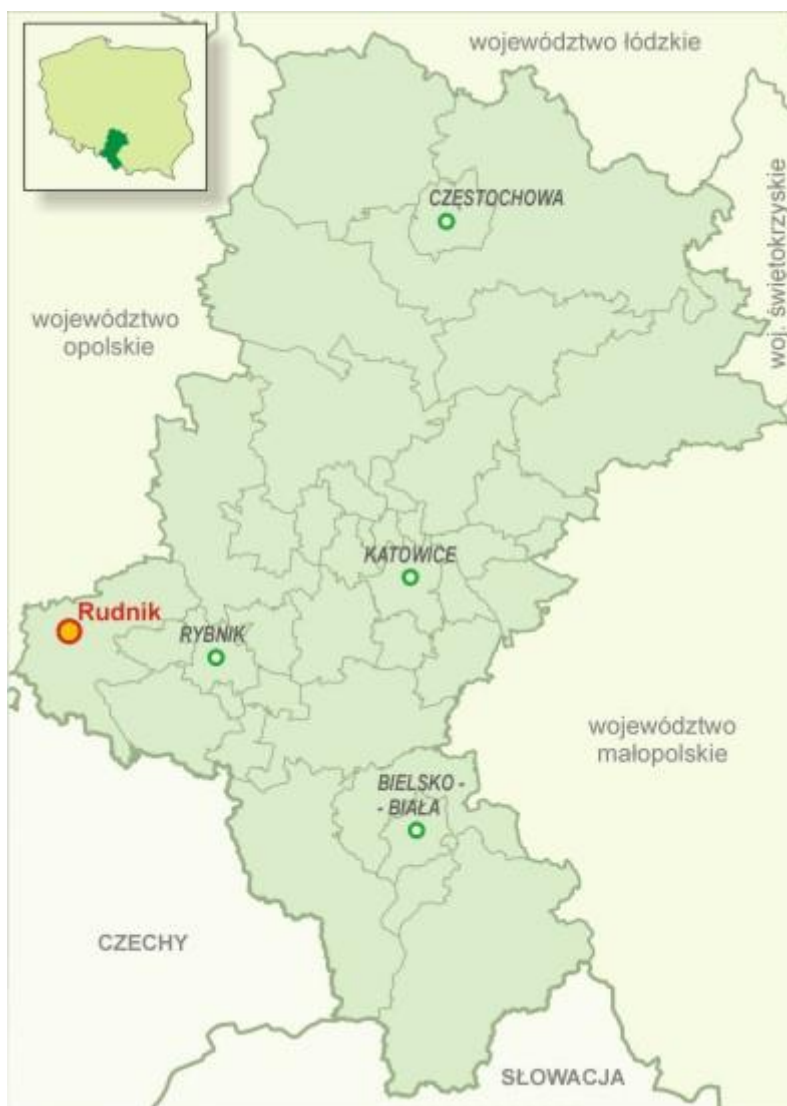 województwo łódzkie
CZĘSTOCHOWA
woj. świętokrzyskie
województwo
opolskie
KATOWICE
Rudnik
RYBNIK
województwo
małopolskie
BIELSKO -
- BIAŁA
CZECHY
SŁOWACJA